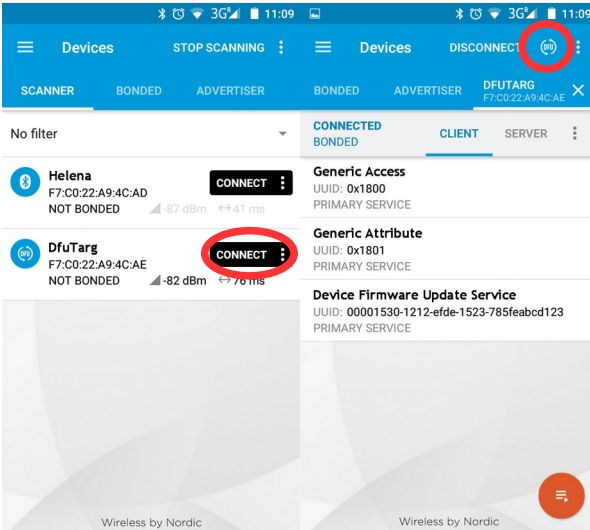 3G R 11:09
Devices STOP SCANNING
SCANNER BONDED ADVERTISER
No filter
Helena
F7:C0:22:A9:4C:AD
NOT BONDED -87 dBm ↔41 ms
CONNECT
DFU
DfuTarg
F7:C0:22:A9:4C:AE
NOT BONDED -82 dBm ↔76 ms
CONNECT
Wireless by Nordic
3G R 11:09
Devices DISCONNECT DFU
BONDED ADVERTISER DFUTARG
F7:C0:22:A9:4C:AE
CONNECTED
BONDED
CLIENT SERVER
Generic Access
UUID: 0x1800
PRIMARY SERVICE
Generic Attribute
UUID: 0x1801
PRIMARY SERVICE
Device Firmware Update Service
UUID: 00001530-1212-efde-1523-785feabcd123
PRIMARY SERVICE
Wireless by Nordic